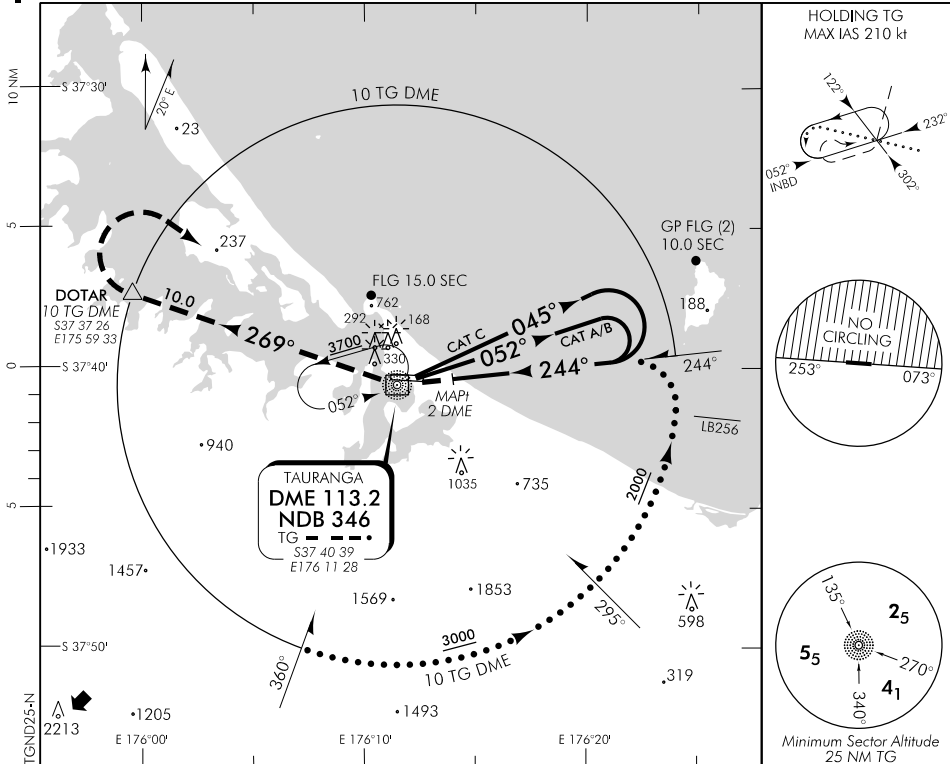 HOLDING TG
MAX IAS 210 kt
122°
232°
052°
INBD
302°
10 NM
S 37°30'
20° E
23
10 TG DME
5
237
GP FLG (2)
10.0 SEC
DOTAR
10 TG DME
S37 37 26
E175 59 33
10.0
FLG 15.0 SEC
762
292
168
188
045°
CAT C
052°
CAT A/B
3700
330
269°
0
S 37°40'
244°
244°
052°
MAPt
2 DME
NO
CIRCLING
253°
073°
LB256
940
TAURANGA
DME 113.2
NDB 346
TG
S37 40 39
E176 11 28
1035
735
2000
5
1933
1457
1569
1853
295°
598
3000
10 TG DME
S 37°50'
360°
319
TGND25-N
2213
1205
1493
E 176°00'
E 176°10'
E 176°20'
135°
25
55
270°
41
340°
Minimum Sector Altitude
25 NM TG